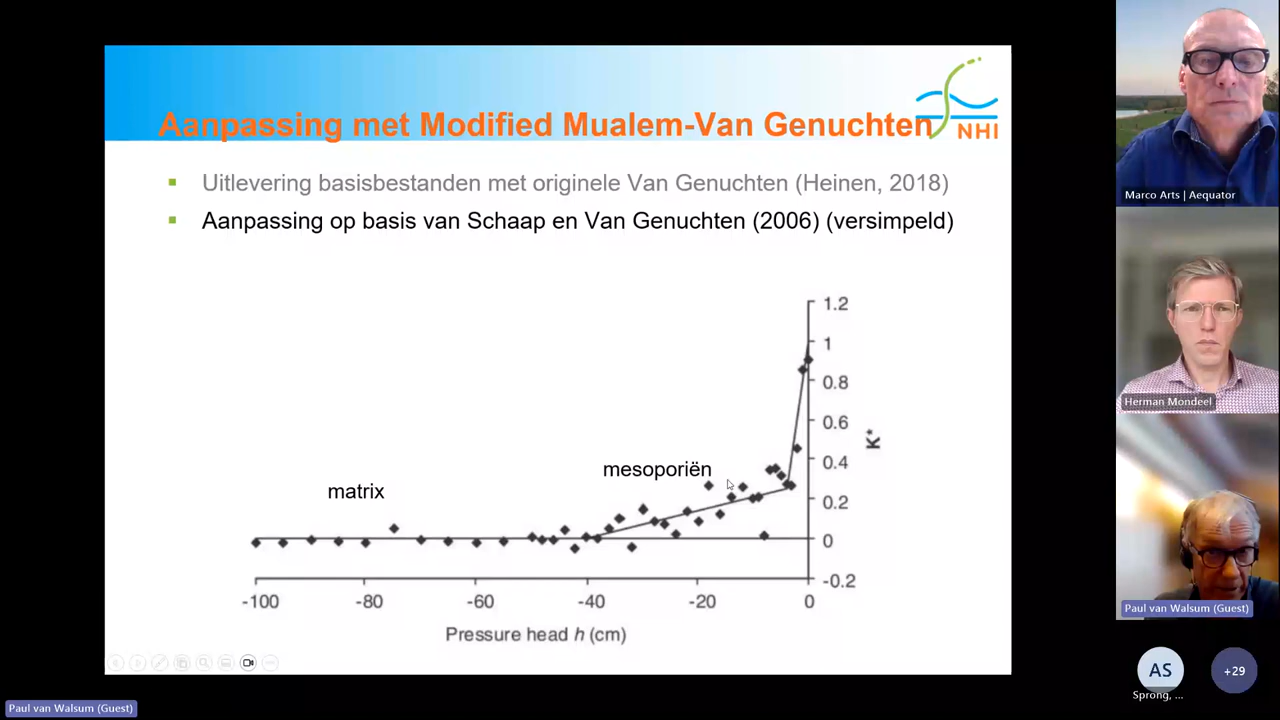 Aanpassing met Modified Mualem-Van Genuchten
NHI
Uitlevering basisbestanden met originele Van Genuchten (Heinen, 2018)
Aanpassing op basis van Schaap en Van Genuchten (2006) (versimpeld)
mesoporiën
matrix
1.2
1
0.8
0.6
0.4
0.2
0
-0.2
K*
-100
-80
-60
-40
-20
0
Pressure head h (cm)
Marco Arts | Aequator
Herman Mondeel
Paul van Walsum (Guest)
AS
Sprong, ...
+29
Paul van Walsum (Guest)